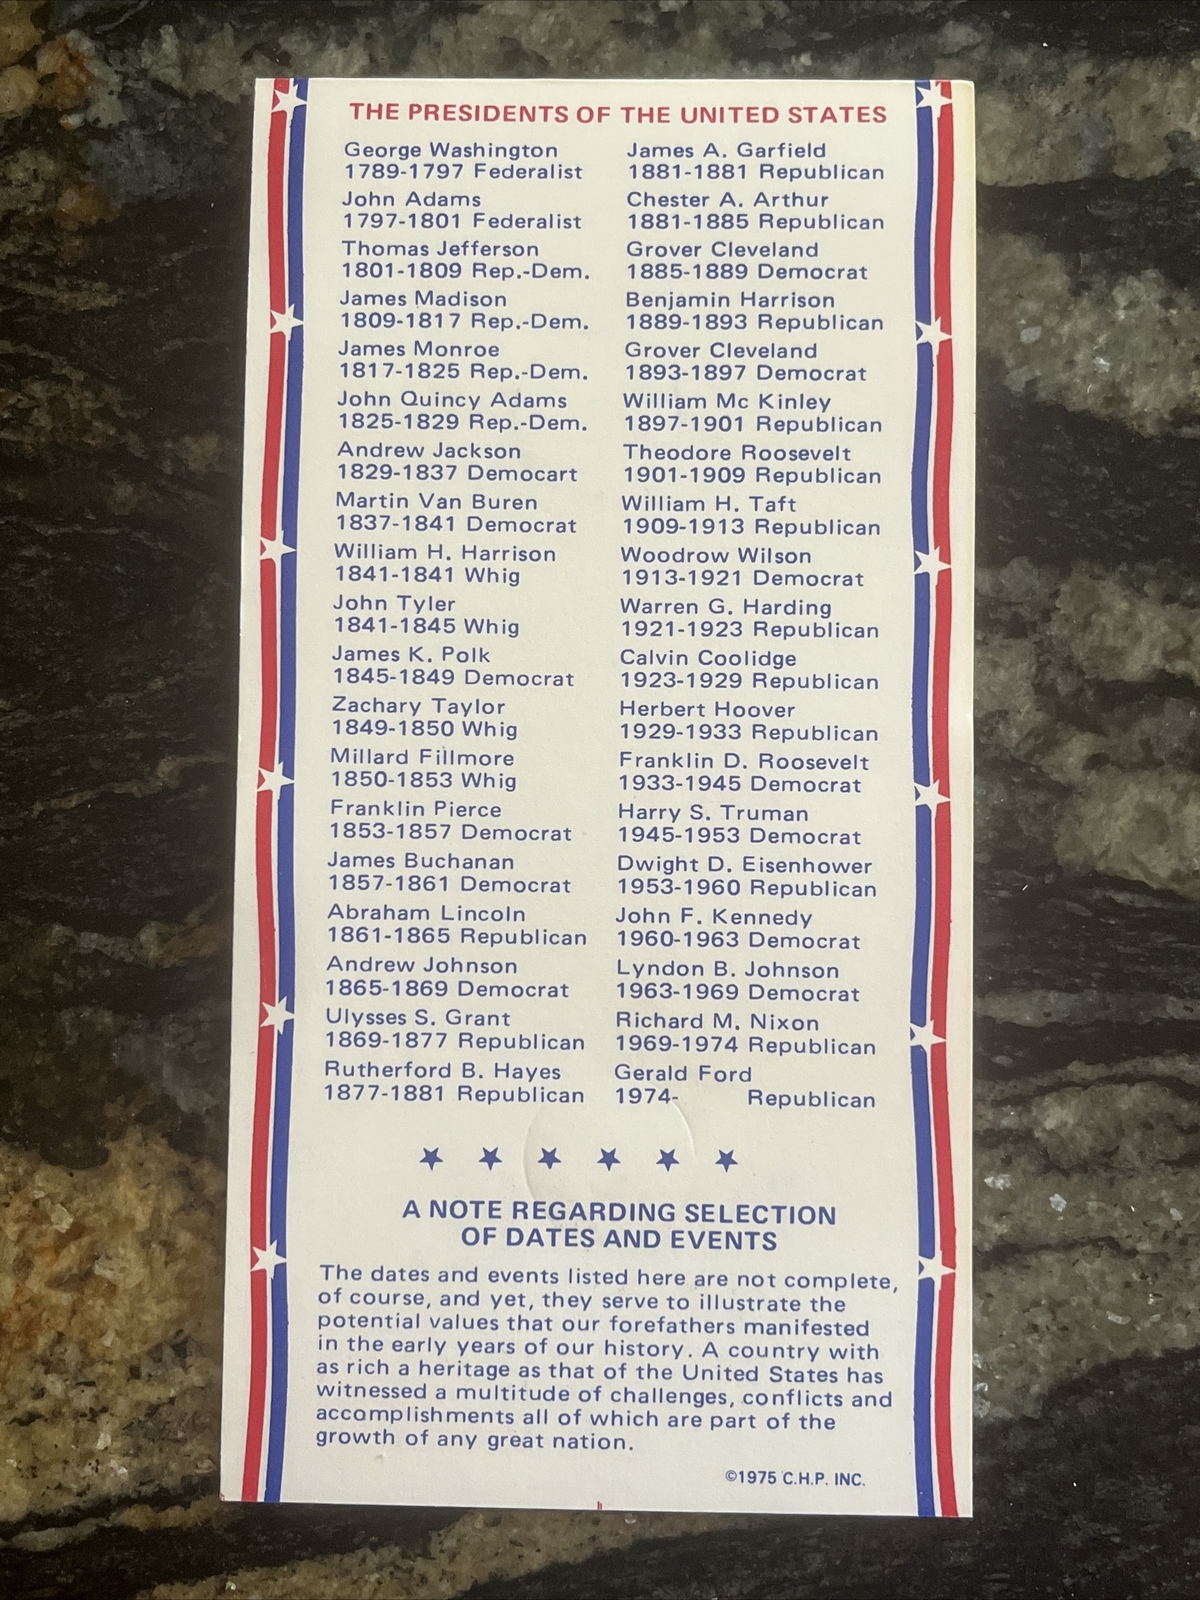 THE PRESIDENTS OF THE UNITED STATES
George Washington
1789-1797 Federalist
John Adams
1797-1801 Federalist
Thomas Jefferson
1801-1809 Rep.-Dem.
James Madison
1809-1817 Rep.-Dem.
James Monroe
1817-1825 Rep.-Dem.
John Quincy Adams
1825-1829 Rep.-Dem.
Andrew Jackson
1829-1837 Democart
Martin Van Buren
1837-1841 Democrat
William H. Harrison
1841-1841 Whig
John Tyler
1841-1845 Whig
James K. Polk
1845-1849 Democrat
Zachary Taylor
1849-1850 Whig
Millard Fillmore
1850-1853 Whig
Franklin Pierce
1853-1857 Democrat
James Buchanan
1857-1861 Democrat
Abraham Lincoln
1861-1865 Republican
Andrew Johnson
1865-1869 Democrat
Ulysses S. Grant
1869-1877 Republican
Rutherford B. Hayes
1877-1881 Republican
James A. Garfield
1881-1881 Republican
Chester A. Arthur
1881-1885 Republican
Grover Cleveland
1885-1889 Democrat
Benjamin Harrison
1889-1893 Republican
Grover Cleveland
1893-1897 Democrat
William Mc Kinley
1897-1901 Republican
Theodore Roosevelt
1901-1909 Republican
William H. Taft
1909-1913 Republican
Woodrow Wilson
1913-1921 Democrat
Warren G. Harding
1921-1923 Republican
Calvin Coolidge
1923-1929 Republican
Herbert Hoover
1929-1933 Republican
Franklin D. Roosevelt
1933-1945 Democrat
Harry S. Truman
1945-1953 Democrat
Dwight D. Eisenhower
1953-1960 Republican
John F. Kennedy
1960-1963 Democrat
Lyndon B. Johnson
1963-1969 Democrat
Richard M. Nixon
1969-1974 Republican
Gerald Ford
1974- Republican
A NOTE REGARDING SELECTION
OF DATES AND EVENTS
The dates and events listed here are not complete,
of course, and yet, they serve to illustrate the
potential values that our forefathers manifested
in the early years of our history. A country with
as rich a heritage as that of the United States has
witnessed a multitude of challenges, conflicts and
accomplishments all of which are part of the
growth of any great nation.
©1975 C.H.P. INC.